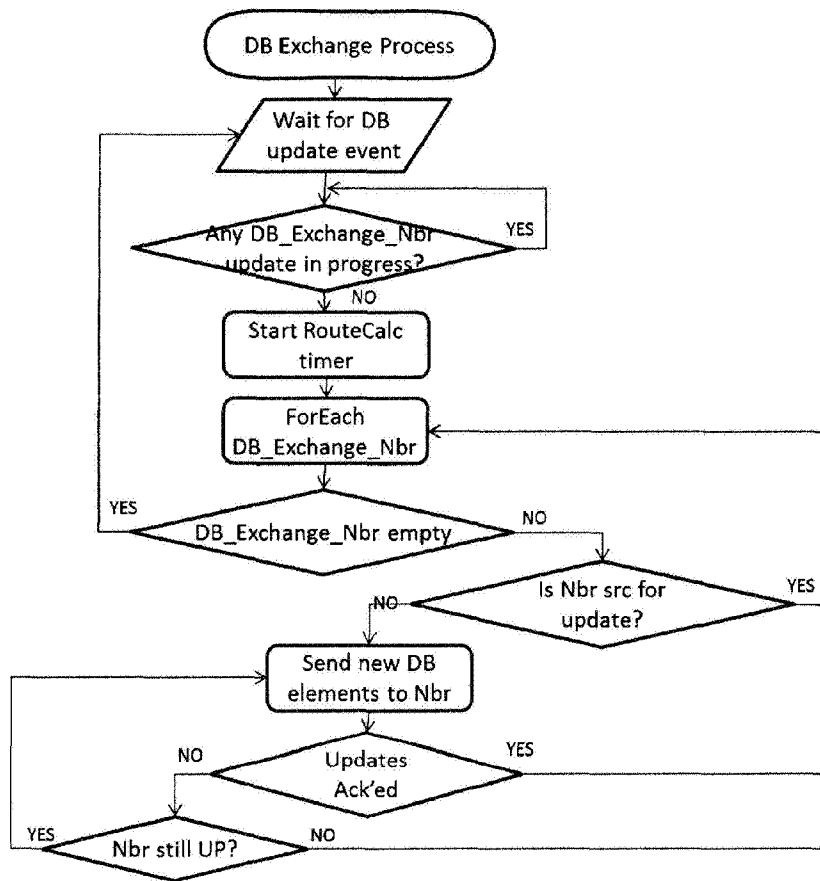 DB Exchange Process
Wait for DB
update event
Any DB_Exchange_Nbr
update in progress?
YES
NO
Start RouteCalc
timer
ForEach
DB_Exchange_Nbr
YES
DB_Exchange_Nbr empty
NO
Is Nbr src for
update?
YES
NO
Send new DB
elements to Nbr
NO
Updates
Ack'ed
YES
YES
Nbr still UP?
NO